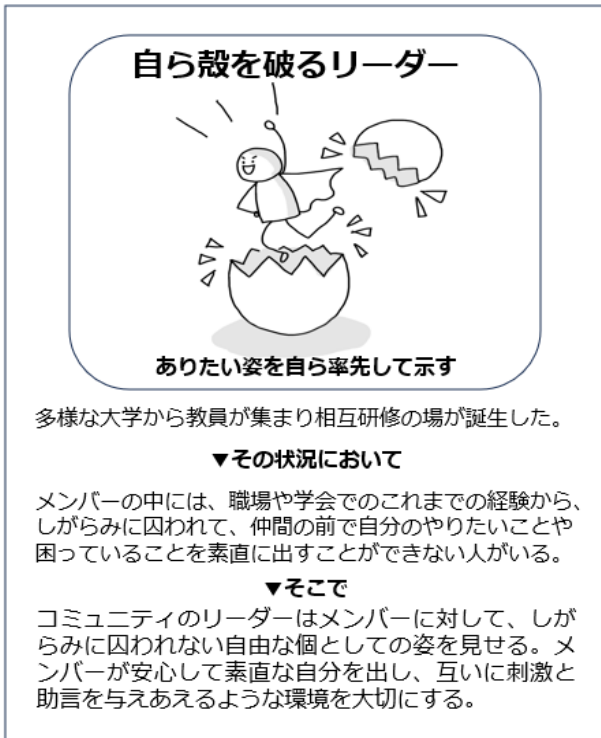 自ら殻を破るリーダー
ありたい姿を自ら率先して示す
多様な大学から教員が集まり相互研修の場が誕生した。
▼その状況において
メンバーの中には、職場や学会でのこれまでの経験から、
しがらみに囚われて、仲間の前で自分のやりたいことや
困っていることを素直に出すことができない人がいる。
▼そこで
コミュニティのリーダーはメンバーに対して、しが
らみに囚われない自由な個としての姿を見せる。メ
ンバーが安心して素直な自分を出し、互いに刺激と
助言を与えあえるような環境を大切にする。